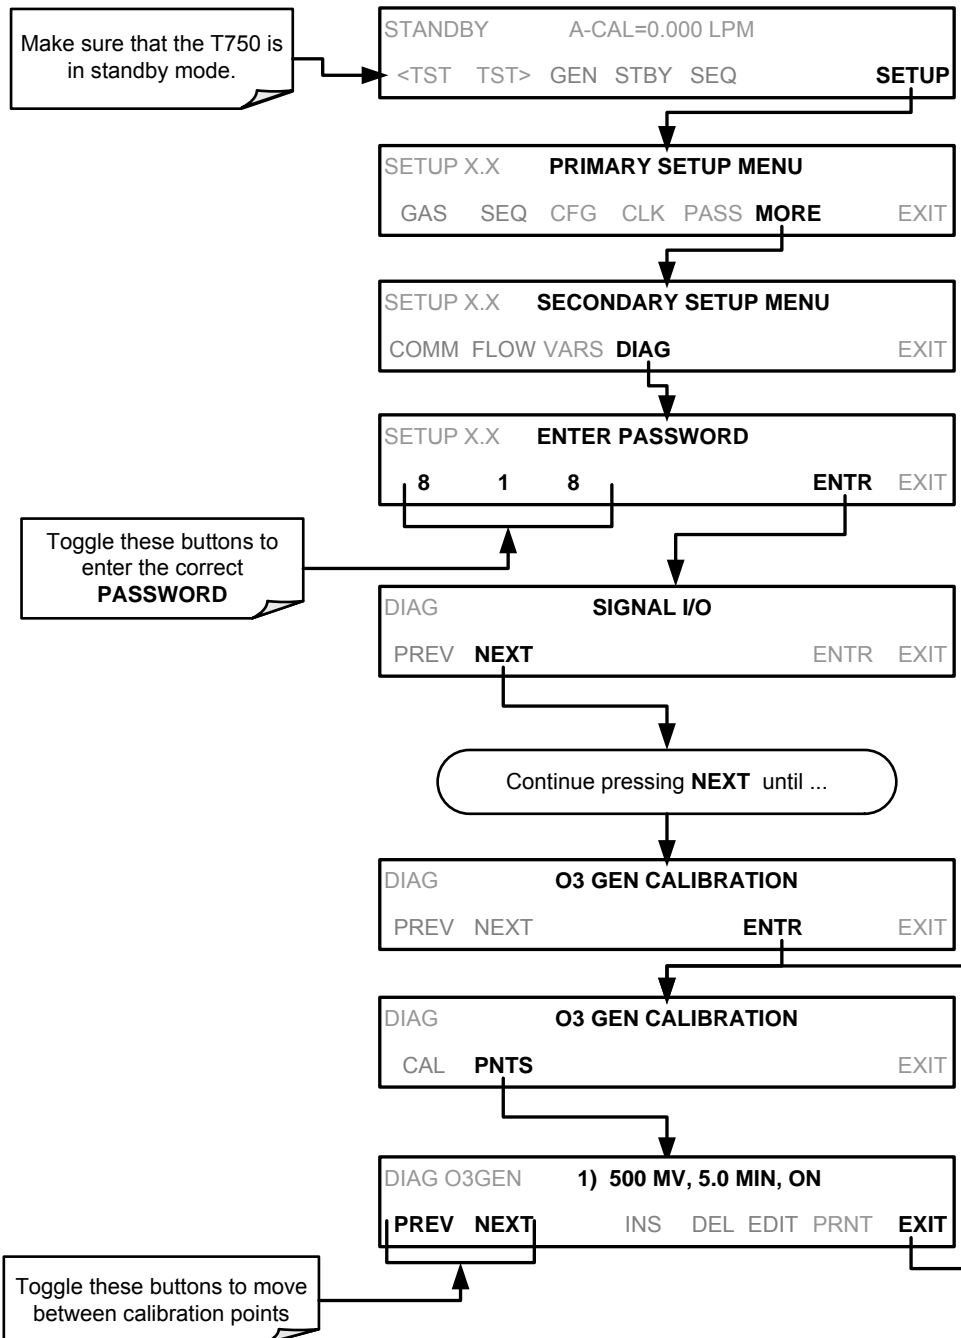 Make sure that the T750 is
in standby mode.
STANDBY A-CAL=0.000 LPM
<TST TST> GEN STBY SEQ SETUP
SETUP X.X PRIMARY SETUP MENU
GAS SEQ CFG CLK PASS MORE EXIT
SETUP X.X SECONDARY SETUP MENU
COMM FLOW VARS DIAG EXIT
SETUP X.X ENTER PASSWORD
8 1 8 ENTR EXIT
Toggle these buttons to
enter the correct
PASSWORD
DIAG SIGNAL I/O
PREV NEXT ENTR EXIT
Continue pressing NEXT until ...
DIAG O3 GEN CALIBRATION
PREV NEXT ENTR EXIT
DIAG O3 GEN CALIBRATION
CAL PNTS EXIT
DIAG O3GEN 1) 500 MV, 5.0 MIN, ON
PREV NEXT INS DEL EDIT PRNT EXIT
Toggle these buttons to move
between calibration points